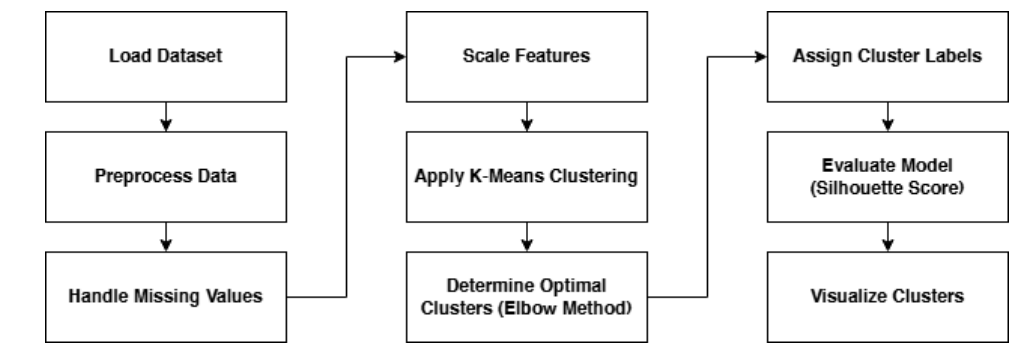 Load Dataset
Preprocess Data
Handle Missing Values
Scale Features
Apply K-Means Clustering
Determine Optimal
Clusters (Elbow Method)
Assign Cluster Labels
Evaluate Model
(Silhouette Score)
Visualize Clusters